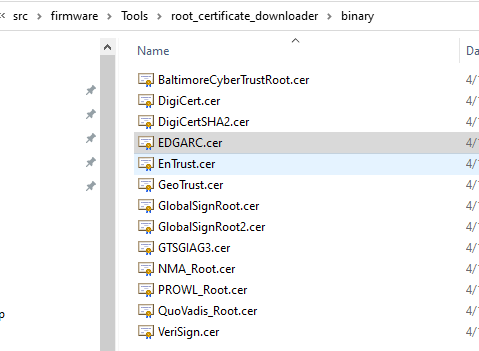 « src › firmware › Tools › root_certificate_downloader › binary
Name Da
BaltimoreCyberTrustRoot.cer 4/1
DigiCert.cer 4/1
DigiCertSHA2.cer 4/1
EDGARC.cer 4/1
EnTrust.cer 4/1
GeoTrust.cer 4/1
GlobalSignRoot.cer 4/1
GlobalSignRoot2.cer 4/1
GTSGIAG3.cer 4/1
NMA_Root.cer 4/1
PROWL_Root.cer 4/1
QuoVadis_Root.cer 4/1
p
VeriSign.cer 4/1